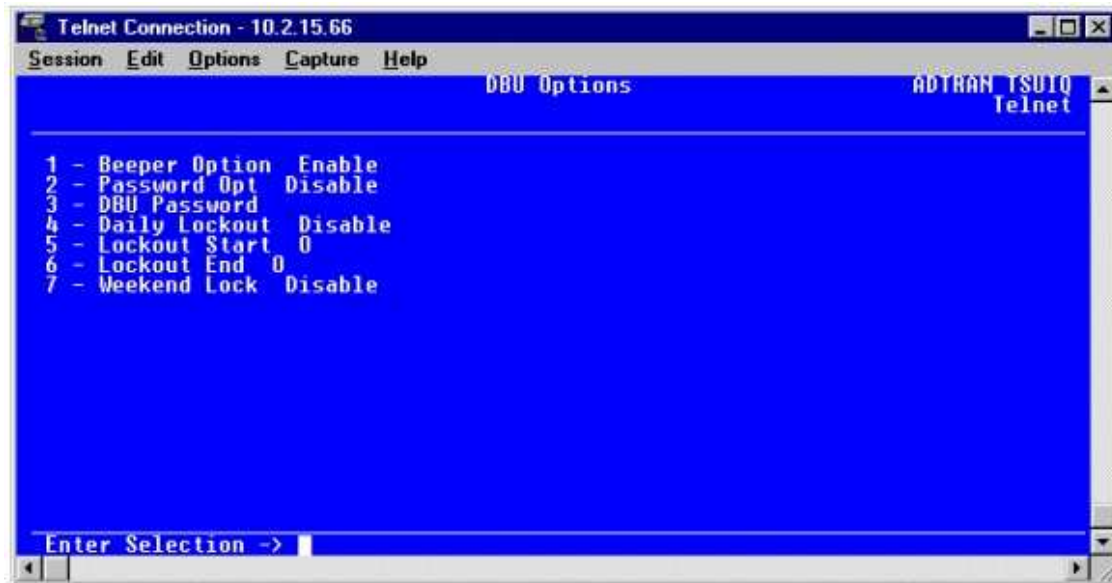 Telnet Connection - 10.2.15.66
Session Edit Options Capture Help
DBU Options ADTRAN TSUIQ
Telnet
1 - Beeper Option Enable
2 - Password Opt Disable
3 - DBU Password
4 - Daily Lockout Disable
5 - Lockout Start 0
6 - Lockout End 0
7 - Weekend Lock Disable
Enter Selection ->